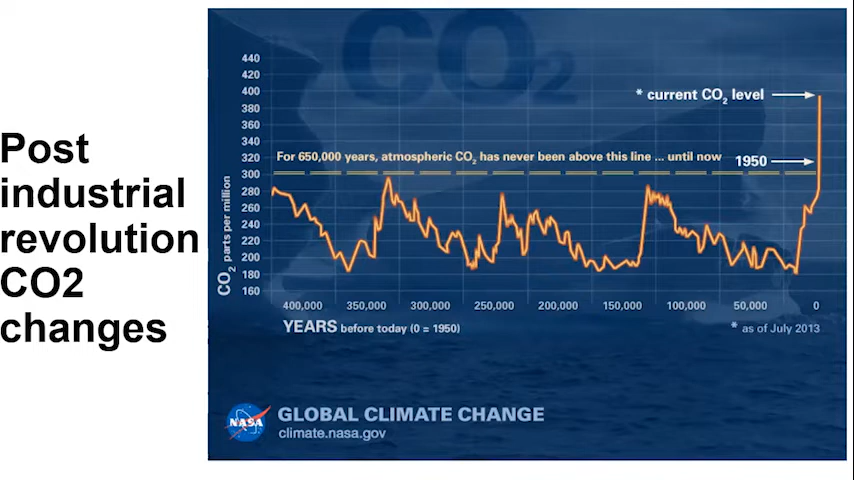 Post
industrial
revolution
CO2
changes
CO2
440
420
400
380
360
340
320
300
280
260
240
220
200
180
160
CO2 parts per million
* current CO2 level
For 650,000 years, atmospheric CO2 has never been above this line ... until now
1950
400,000 350,000 300,000 250,000 200,000 150,000 100,000 50,000 0
YEARS before today (0 = 1950)
* as of July 2013
NASA
GLOBAL CLIMATE CHANGE
climate.nasa.gov